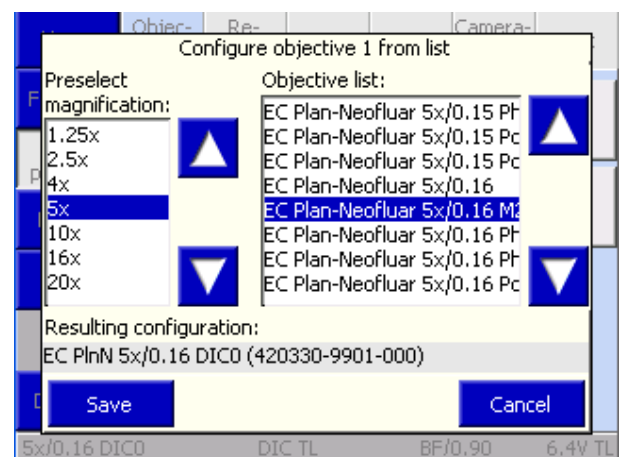 Objec-
Re-
Camera-
Configure objective 1 from list
Preselect
magnification:
1.25x
2.5x
4x
5x
10x
16x
20x
Objective list:
EC Plan-Neofluar 5x/0.15 Ph
EC Plan-Neofluar 5x/0.15 Po
EC Plan-Neofluar 5x/0.15 Po
EC Plan-Neofluar 5x/0.16
EC Plan-Neofluar 5x/0.16 M2
EC Plan-Neofluar 5x/0.16 Ph
EC Plan-Neofluar 5x/0.16 Ph
EC Plan-Neofluar 5x/0.16 Po
Resulting configuration:
EC PlnN 5x/0.16 DIC0 (420330-9901-000)
Save
Cancel
5x/0.16 DIC0
DIC TL
BF/0.90
6.4V TL